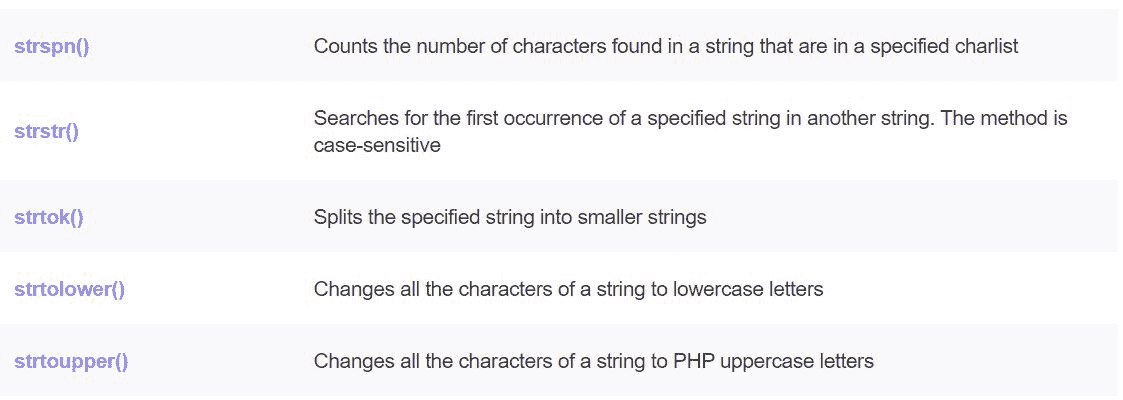 strspn()
Counts the number of characters found in a string that are in a specified charlist
strstr()
Searches for the first occurrence of a specified string in another string. The method is
case-sensitive
strtok()
Splits the specified string into smaller strings
strtolower()
Changes all the characters of a string to lowercase letters
strtoupper()
Changes all the characters of a string to PHP uppercase letters